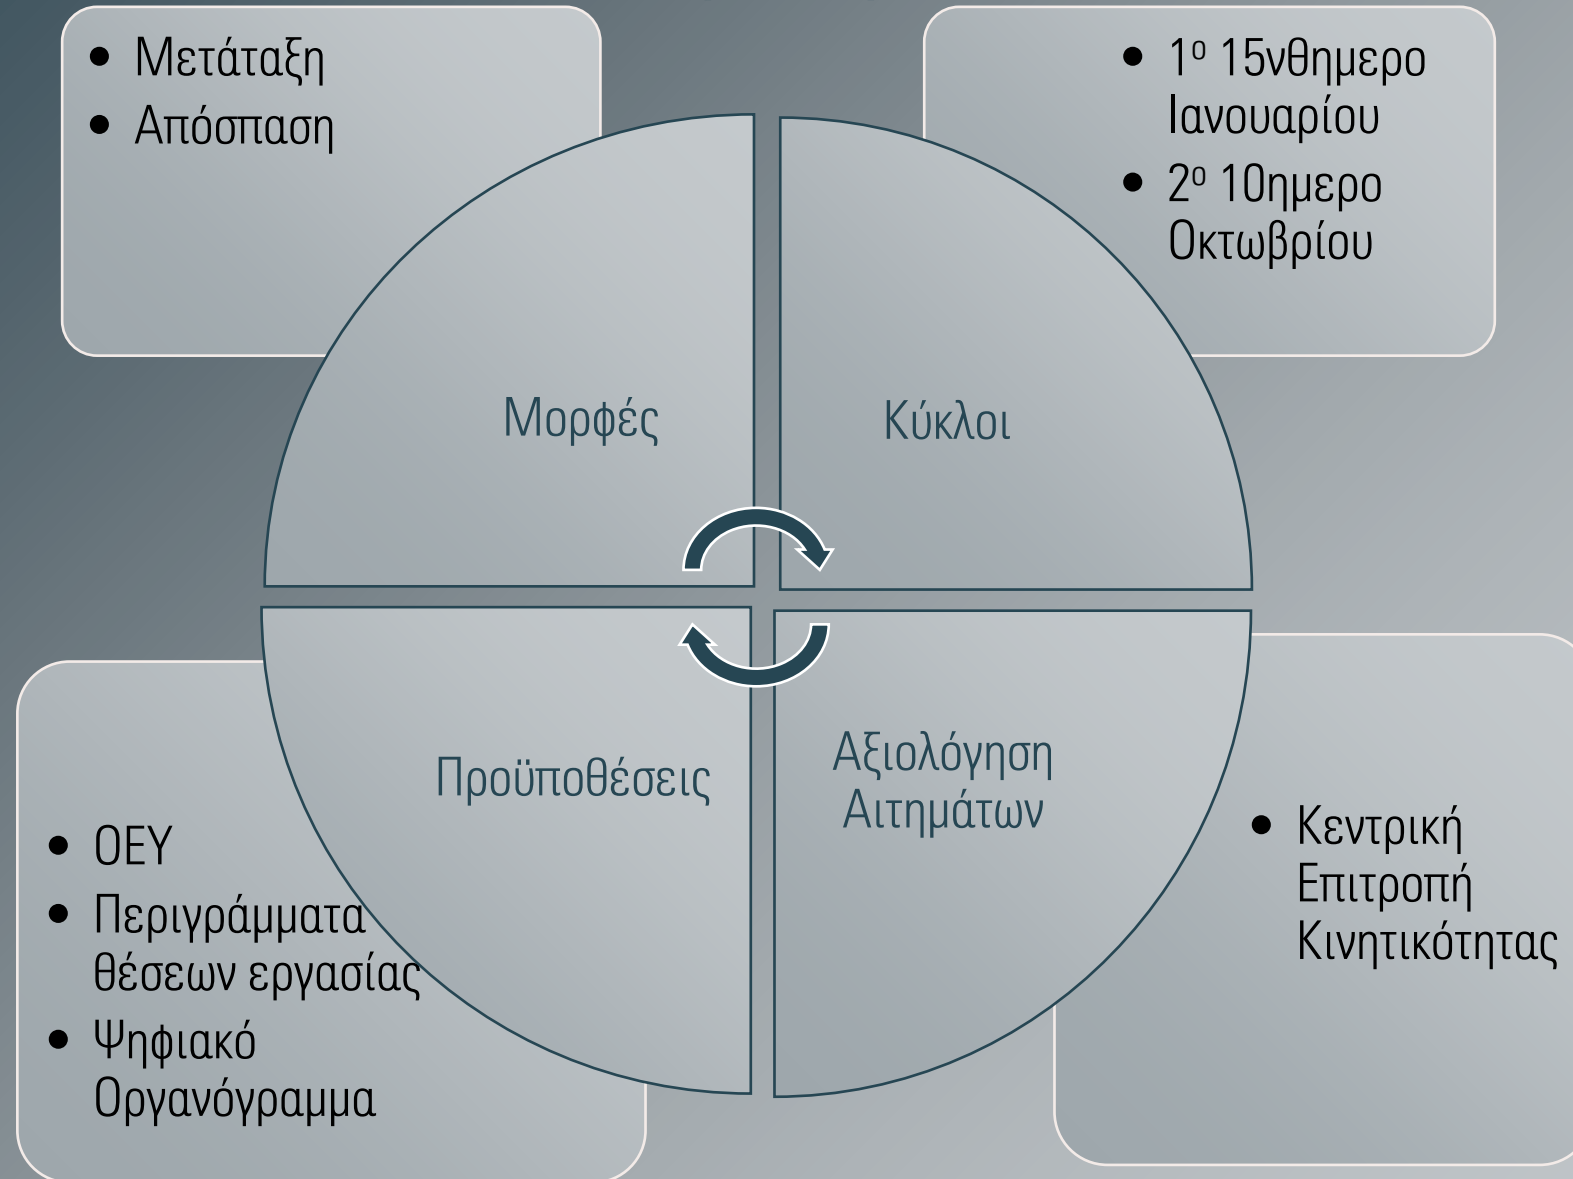 • Μετάταξη
• Απόσπαση
• 1ο 15νθημερο
Ιανουαρίου
• 2ο 10ημερο
Οκτωβρίου
Μορφές
Κύκλοι
Προϋποθέσεις
Αξιολόγηση
Αιτημάτων
• ΟΕΥ
• Περιγράμματα
θέσεων εργασίας
• Ψηφιακό
Οργανόγραμμα
• Κεντρική
Επιτροπή
Κινητικότητας